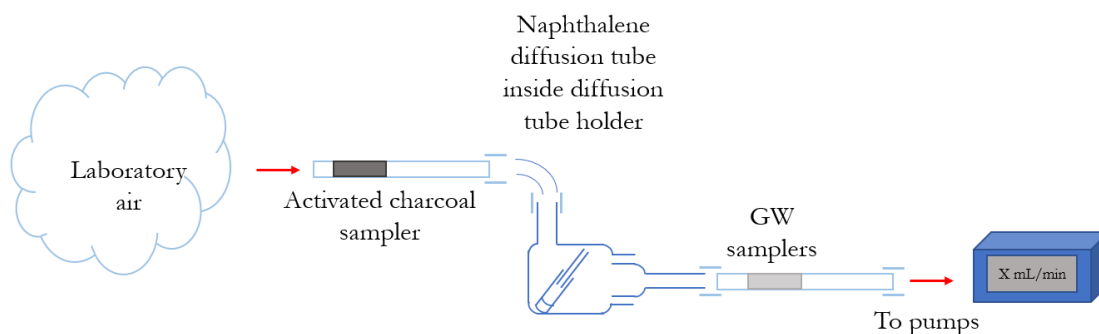 Naphthalene
diffusion tube
inside diffusion
tube holder
Laboratory
air
Activated charcoal
sampler
GW
samplers
X mL/min
To pumps